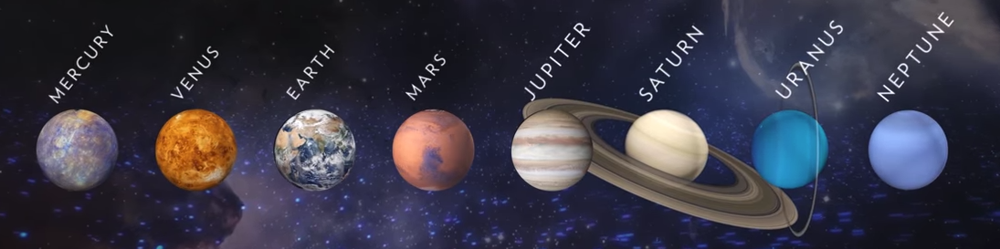 MERCURY
VENUS
EARTH
MARS
JUPITER
SATURN
URANUS
NEPTUNE